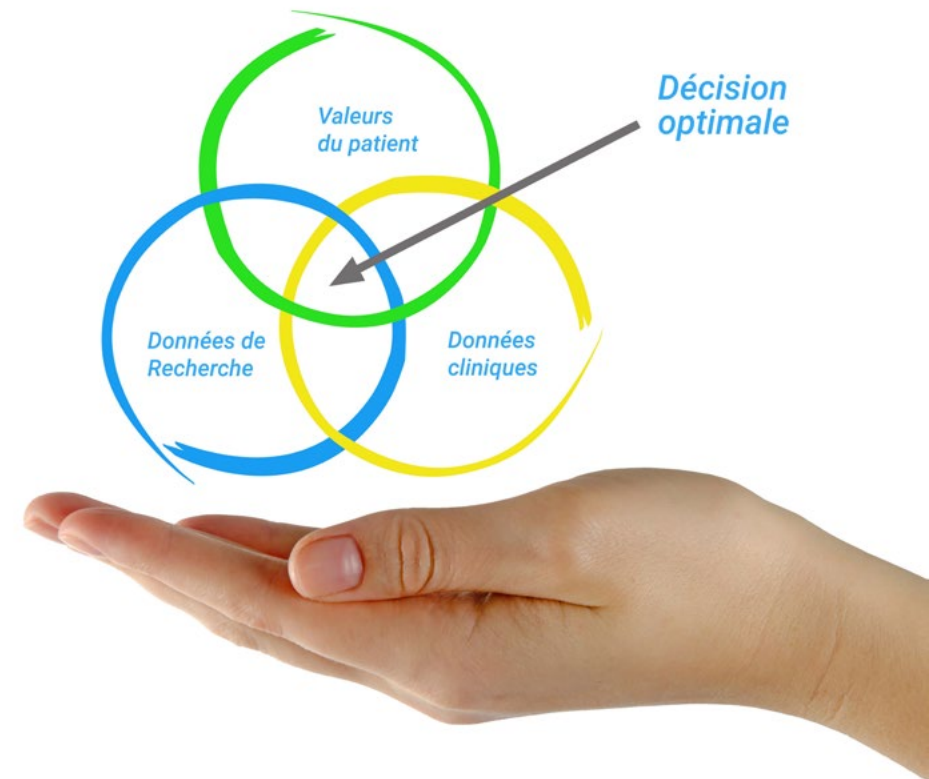 Valeurs
du patient
Décision
optimale
Données de
Recherche
Données
cliniques